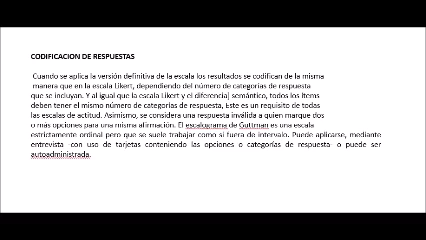 CODIFICACION DE RESPUESTAS
Cuando se aplica la versión definitiva de la escala los resultados se codifican de la misma
manera que en la escala Likert, dependiendo del número de categorías de respuesta
que se incluyan. Y al igual que la escala Likert y el diferencial semántico, todos los ítems
deben tener el mismo número de categorías de respuesta, Este es un requisito de todas
las escalas de actitud. Asimismo, se considera una respuesta inválida a quien marque dos
o más opciones para una misma afirmación. El escalograma de Guttman es una escala
estrictamente ordinal pero que se suele trabajar como si fuera de intervalo. Puede aplicarse, mediante
entrevista -con uso de tarjetas conteniendo las opciones o categorías de respuesta- o puede ser
autoadministrada.